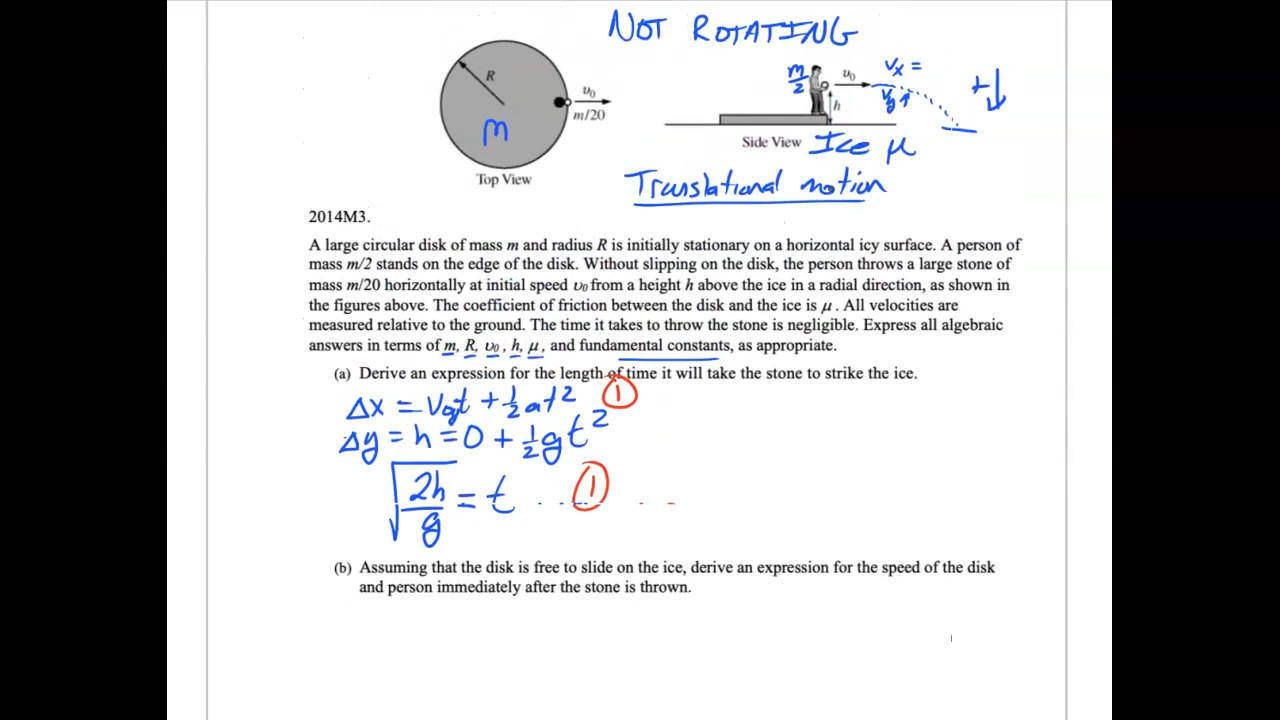 NOT ROTATING
R
m
v₀
m/20
Top View
m/2
v₀
h
Vx =
Vy
+↓
Side View
Ice μ
Translational motion
2014M3.
A large circular disk of mass m and radius R is initially stationary on a horizontal icy surface. A person of
mass m/2 stands on the edge of the disk. Without slipping on the disk, the person throws a large stone of
mass m/20 horizontally at initial speed v₀ from a height h above the ice in a radial direction, as shown in
the figures above. The coefficient of friction between the disk and the ice is μ. All velocities are
measured relative to the ground. The time it takes to throw the stone is negligible. Express all algebraic
answers in terms of m, R, v₀, h, μ, and fundamental constants, as appropriate.
(a) Derive an expression for the length of time it will take the stone to strike the ice.
Δx = V₀yt + ½at² ①
Δy = h = 0 + ½gt²
√(2h/g) = t ①
(b) Assuming that the disk is free to slide on the ice, derive an expression for the speed of the disk
and person immediately after the stone is thrown.